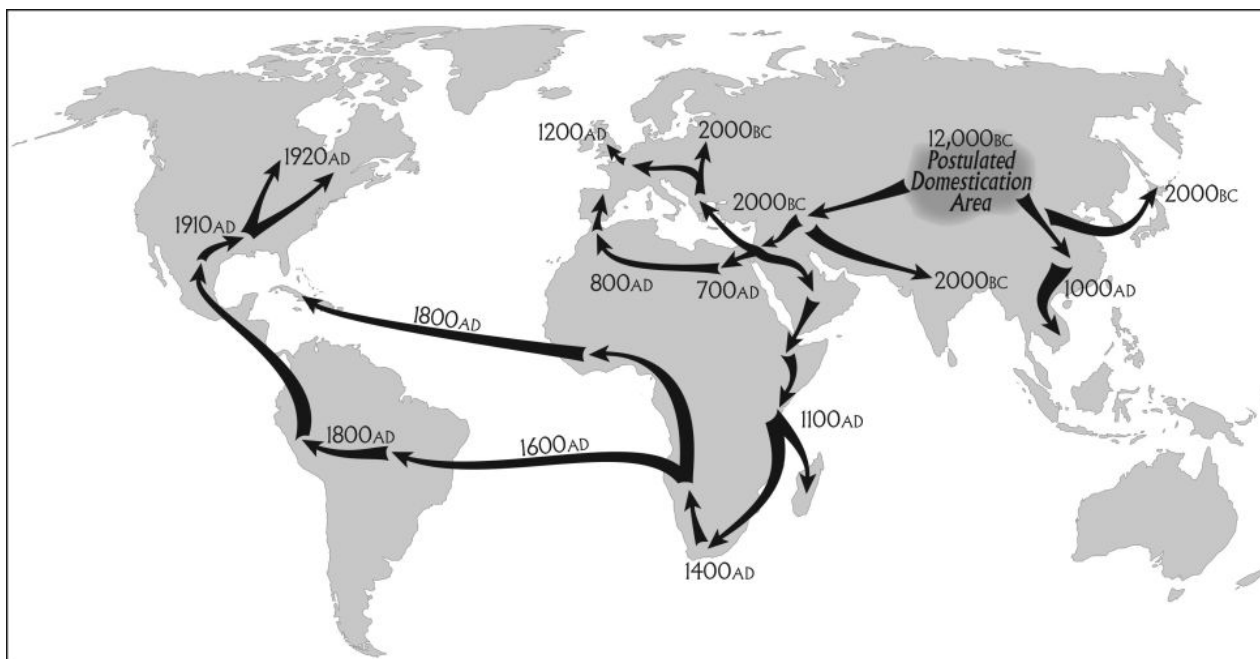 1200AD
2000BC
12,000BC
Postulated
Domestication
Area
1920AD
2000BC
2000BC
1910AD
800AD
700AD
2000BC
1000AD
1800AD
1100AD
1800AD
1600AD
1400AD